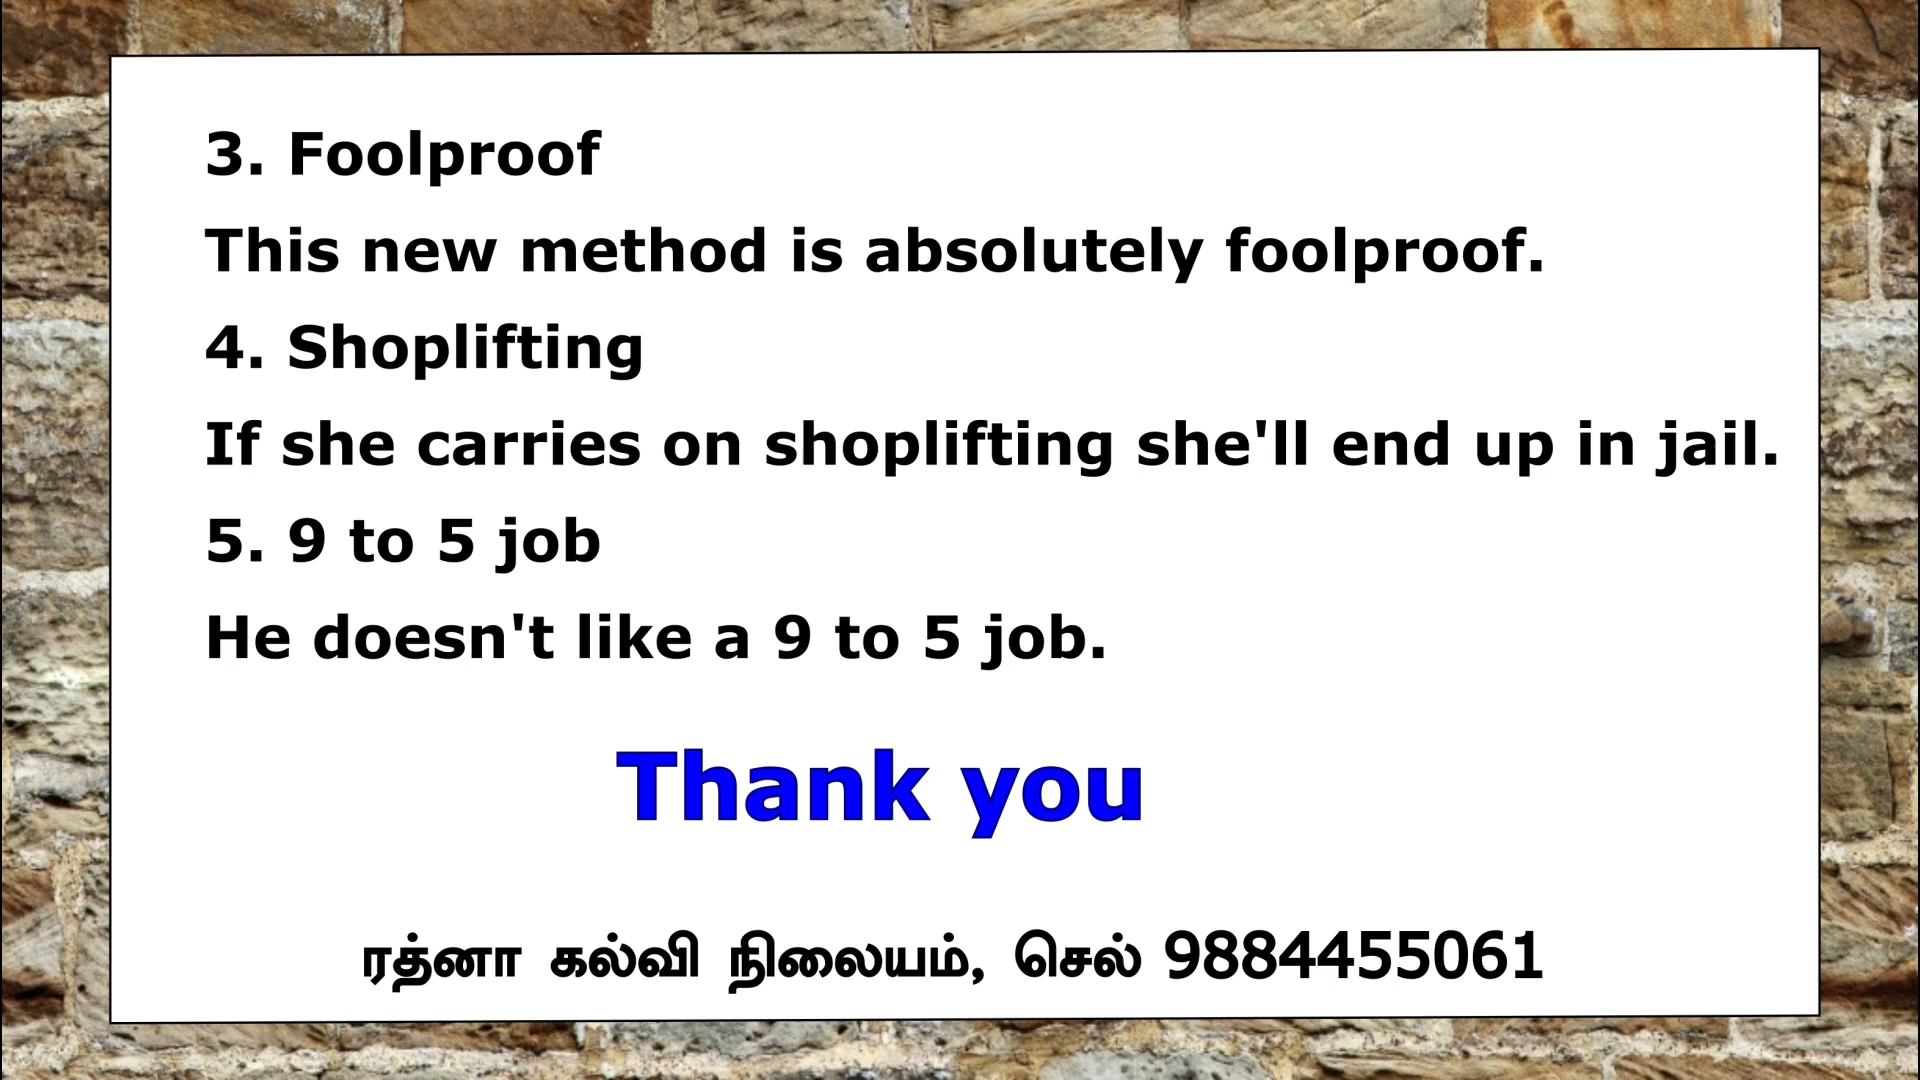 3. Foolproof
This new method is absolutely foolproof.
4. Shoplifting
If she carries on shoplifting she'll end up in jail.
5. 9 to 5 job
He doesn't like a 9 to 5 job.
Thank you
ரத்னா கல்வி நிலையம், செல் 9884455061